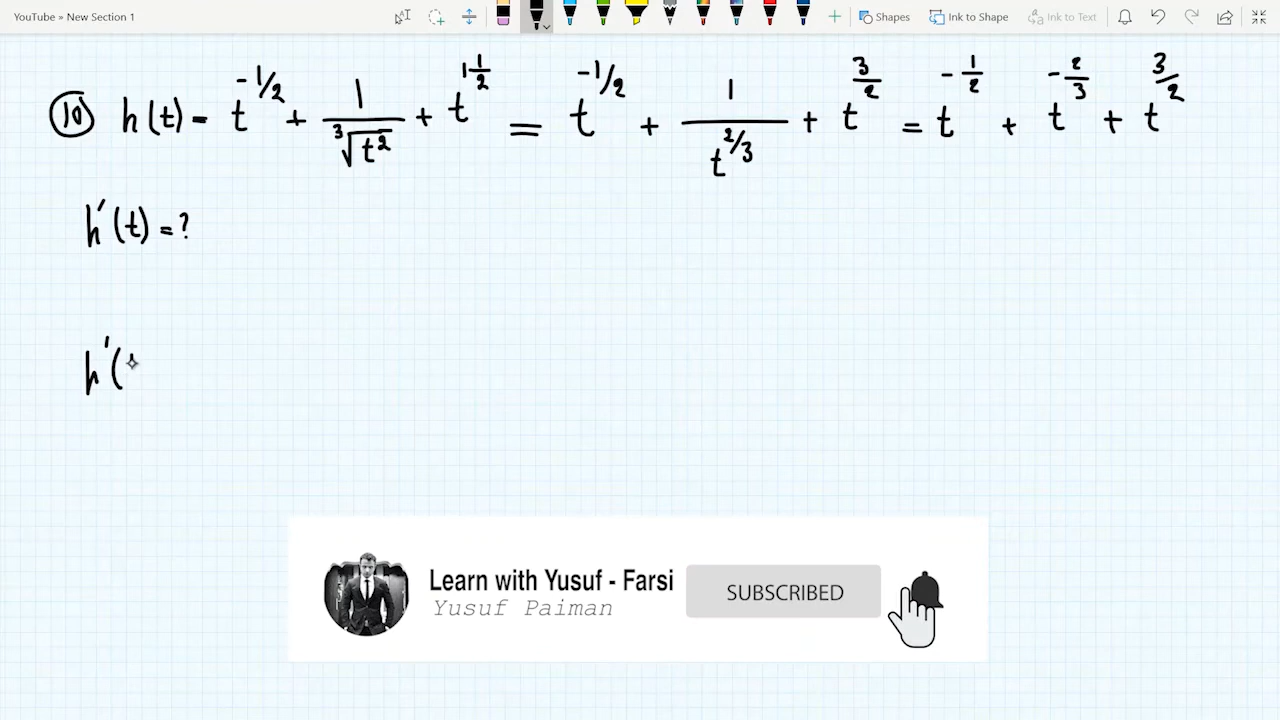 Youtube » New Section 1
Shapes
Ink to Shape
Ink to Text
⑩ h(t) = t^{-1/2} + 1/∛(t²) + t^{1 1/2} = t^{-1/2} + 1/t^{2/3} + t^{3/2} = t^{-1/2} + t^{-2/3} + t^{3/2}
h′(t) = ?
h′(
Learn with Yusuf - Farsi
Yusuf Paiman
SUBSCRIBED